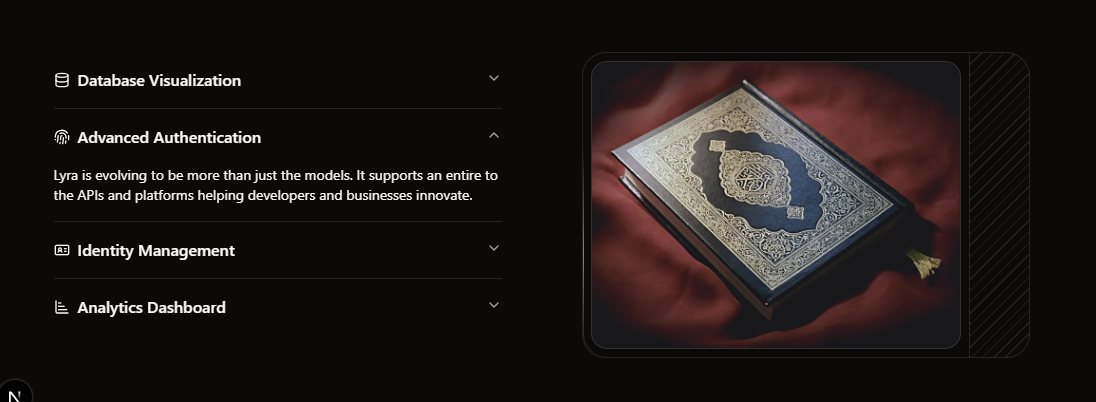 Database Visualization
Advanced Authentication
Lyra is evolving to be more than just the models. It supports an entire to
the APIs and platforms helping developers and businesses innovate.
Identity Management
Analytics Dashboard
N